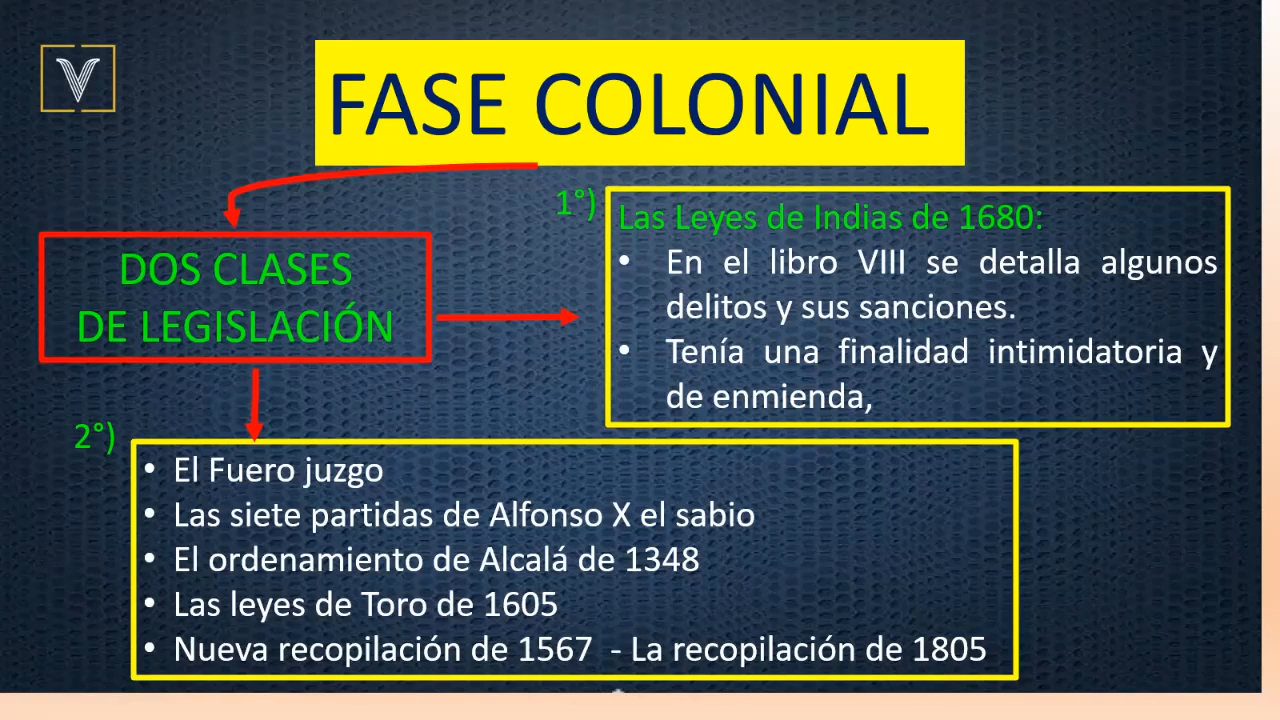 FASE COLONIAL
DOS CLASES
DE LEGISLACIÓN
1°)
Las Leyes de Indias de 1680:
• En el libro VIII se detalla algunos
delitos y sus sanciones.
• Tenía una finalidad intimidatoria y
de enmienda,
2°)
• El Fuero juzgo
• Las siete partidas de Alfonso X el sabio
• El ordenamiento de Alcalá de 1348
• Las leyes de Toro de 1605
• Nueva recopilación de 1567 - La recopilación de 1805